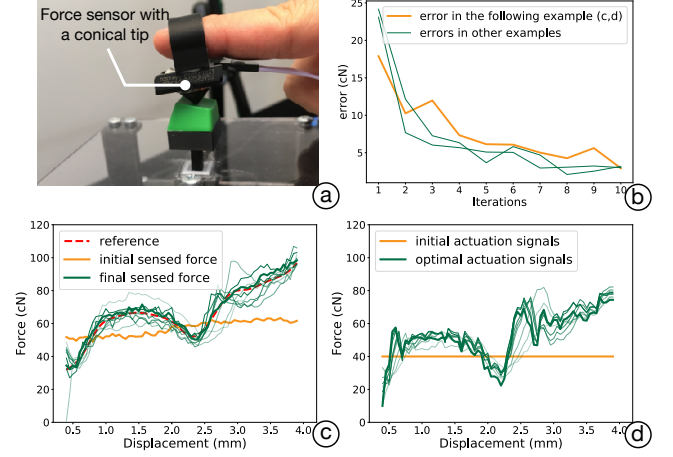 Force sensor with
a conical tip
a
error in the following example (c,d)
errors in other examples
error (cN)
25
20
15
10
5
1 2 3 4 5 6 7 8 9 10
Iterations
b
reference
initial sensed force
final sensed force
Force (cN)
120
100
80
60
40
20
0
0.5 1.0 1.5 2.0 2.5 3.0 3.5 4.0
Displacement (mm)
c
initial actuation signals
optimal actuation signals
Force (cN)
120
100
80
60
40
20
0
0.5 1.0 1.5 2.0 2.5 3.0 3.5 4.0
Displacement (mm)
d